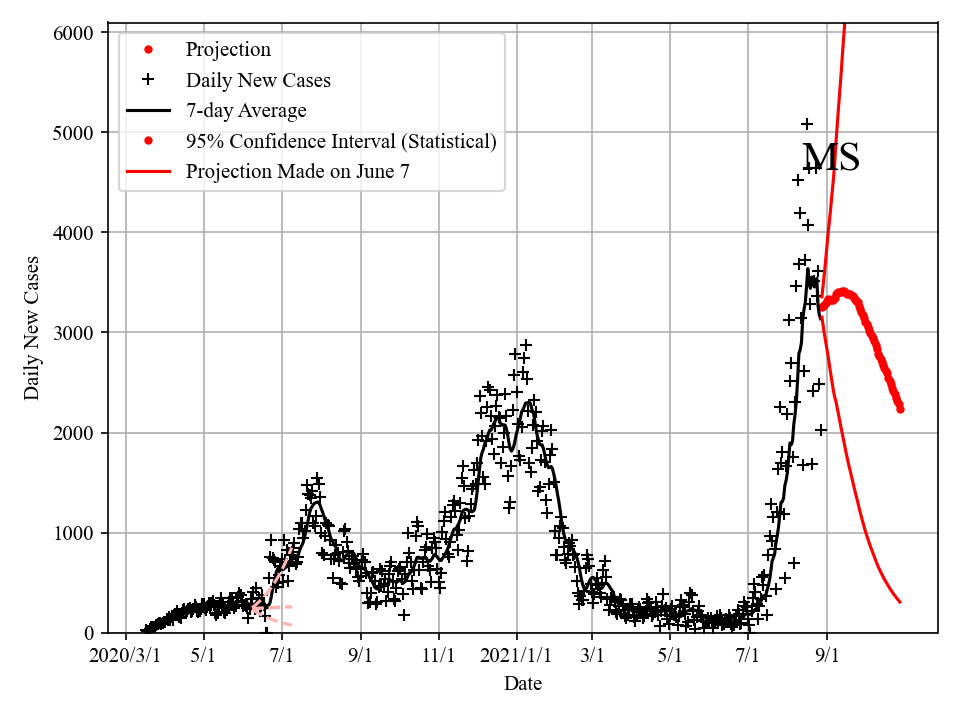 6000
5000
4000
3000
2000
1000
0
Daily New Cases
Projection
Daily New Cases
7-day Average
95% Confidence Interval (Statistical)
Projection Made on June 7
MS
2020/3/1 5/1 7/1 9/1 11/1 2021/1/1 3/1 5/1 7/1 9/1
Date